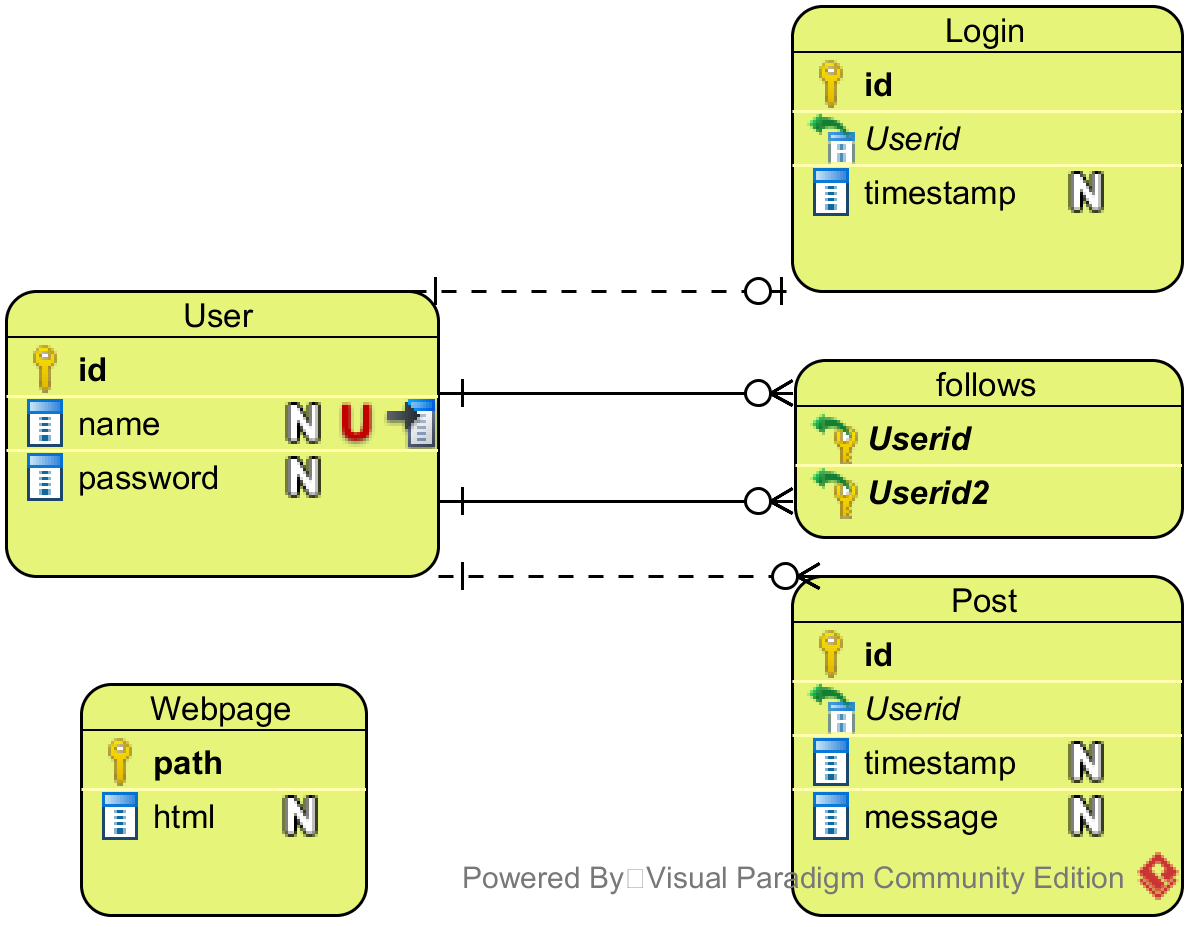 Login
id
Userid
timestamp N
User
id
name N U
password N
follows
Userid
Userid2
Post
id
Userid
timestamp N
message N
Webpage
path
html N
Powered By Visual Paradigm Community Edition